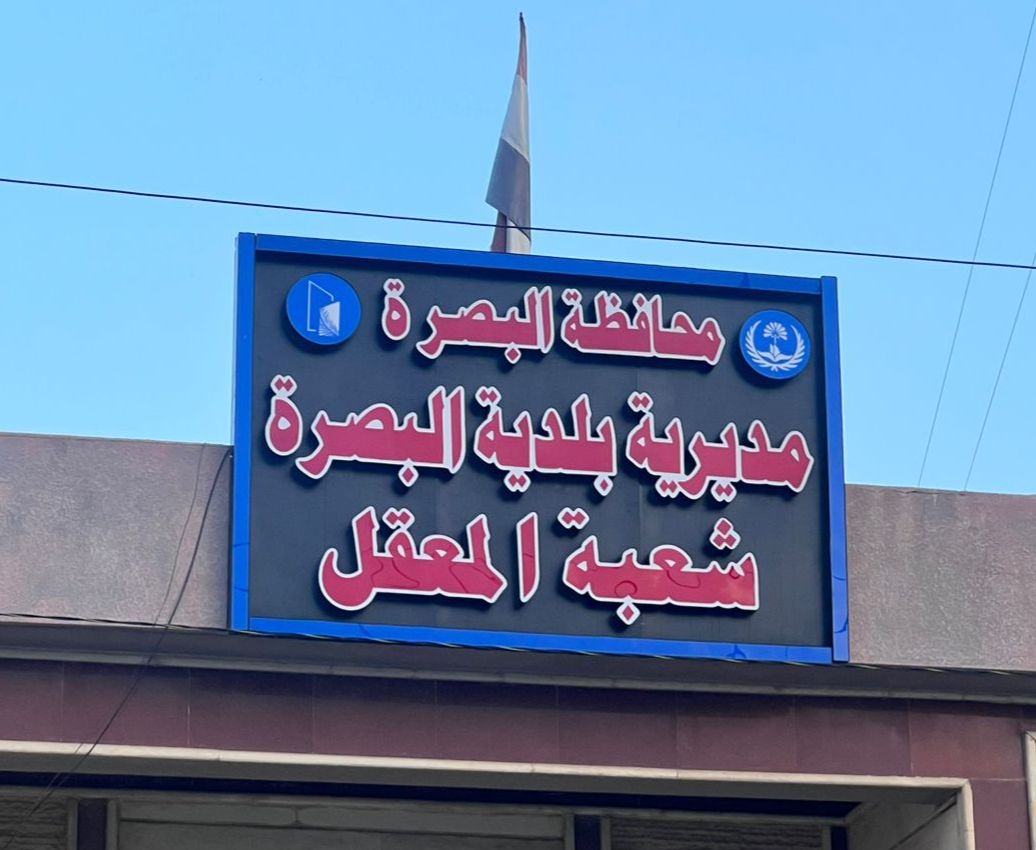 محافظة البصرة
مديرية بلدية البصرة
شعبة المعقل